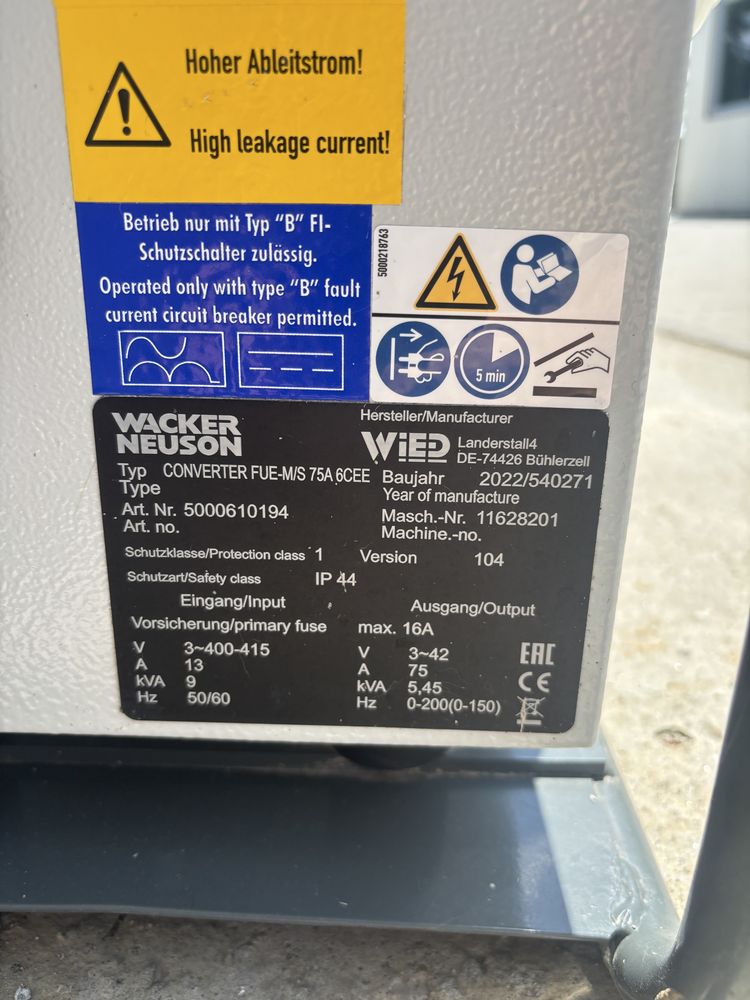 Hoher Ableitstrom!
High leakage current!
Betrieb nur mit Typ "B" FI-
Schutzschalter zulässig.
Operated only with type "B" fault
current circuit breaker permitted.
5000218763
5 min
WACKER
NEUSON
Hersteller/Manufacturer
WIED
Landerstall4
DE-74426 Bühlerzell
Typ CONVERTER FUE-M/S 75A 6CEE
Type
Baujahr 2022/540271
Year of manufacture
Art. Nr. 5000610194
Art. no.
Masch.-Nr. 11628201
Machine.-no.
Schutzklasse/Protection class 1
Version 104
Schutzart/Safety class IP 44
Eingang/Input
Ausgang/Output
Vorsicherung/primary fuse max. 16A
V 3~400-415
A 13
kVA 9
Hz 50/60
V 3~42
A 75
kVA 5,45
Hz 0-200(0-150)
EAC
CE